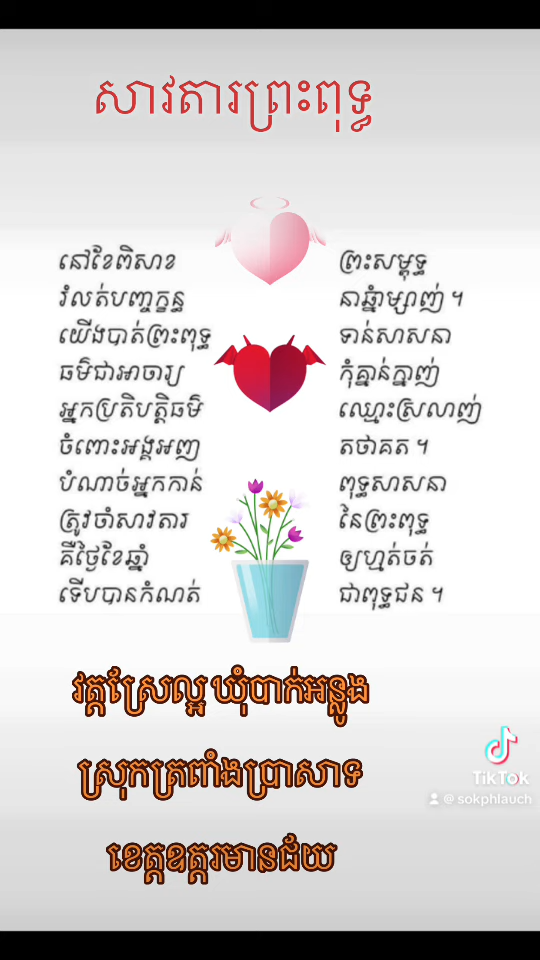 សាវតារព្រះពុទ្ធ
នៅខែពិសាខ ព្រះសម្ពុទ្ធ
រំលត់បញ្ចក្ខន្ធ នាឆ្នំាម្សាញ់ ។
យើងបាត់ព្រះពុទ្ធ ទាន់សាសនា
ធម៌ជាអាចារ្យ កុំគ្នាន់ក្នាញ់
អ្នកប្រតិបត្តិធម៌ ឈ្មោះស្រលាញ់
ចំពោះអង្គអញ តថាគត ។
បំណាច់អ្នកកាន់ ពុទ្ធសាសនា
ត្រូវចាំសាវតារ នៃព្រះពុទ្ធ
គឺថ្ងៃខែឆ្នាំ ឲ្យហ្មត់ចត់
ទើបបានកំណត់ ជាពុទ្ធជន ។
វត្តស្រែល្អ ឃុំបាក់អន្លូង
ស្រុកត្រពាំងប្រាសាទ
ខេត្តឧត្តរមានជ័យ
TikTok
@sokphlauch